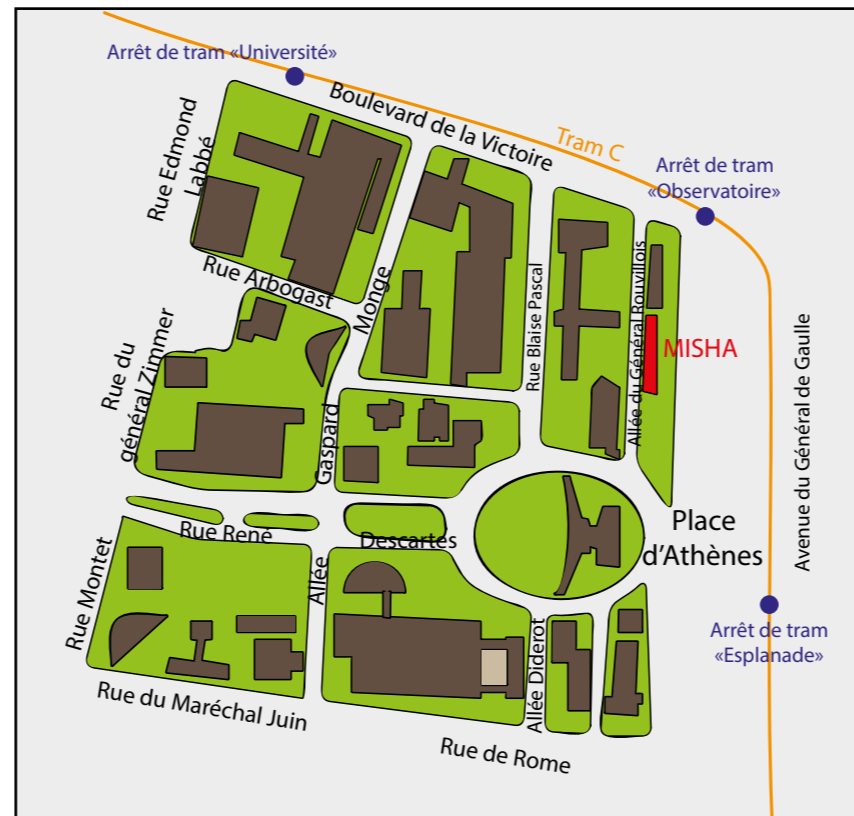 Arrêt de tram «Université»
Boulevard de la Victoire
Tram C
Arrêt de tram
«Observatoire»
Rue Edmond
Labbé
Rue Arbogast
Monge
Rue Blaise Pascal
Allée du Général Rouvillois
MISHA
Rue du
général Zimmer
Gaspard
Avenue du Général de Gaulle
Rue René
Descartes
Place
d'Athènes
Rue Montet
Allée
Arrêt de tram
«Esplanade»
Allée Diderot
Rue du Maréchal Juin
Rue de Rome